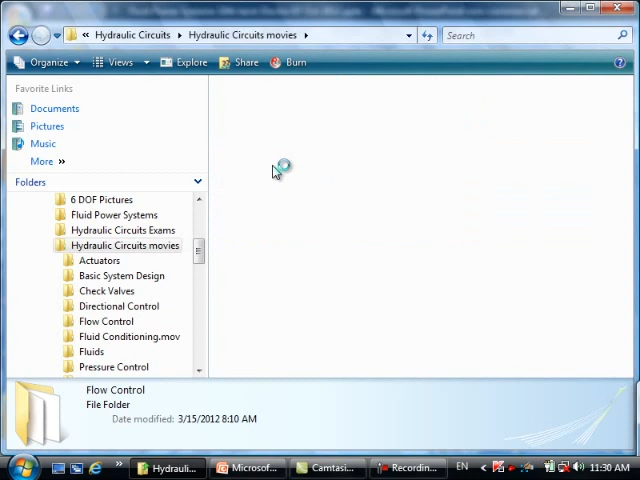 « Hydraulic Circuits ▸ Hydraulic Circuits movies ▸
Search
Organize Views Explore Share Burn
Favorite Links
Documents
Pictures
Music
More »
Folders
6 DOF Pictures
Fluid Power Systems
Hydraulic Circuits Exams
Hydraulic Circuits movies
Actuators
Basic System Design
Check Valves
Directional Control
Flow Control
Fluid Conditioning.mov
Fluids
Pressure Control
Flow Control
File Folder
Date modified: 3/15/2012 8:10 AM
» Hydrauli... Microsof... Camtasi... Recordin... EN < 11:30 AM